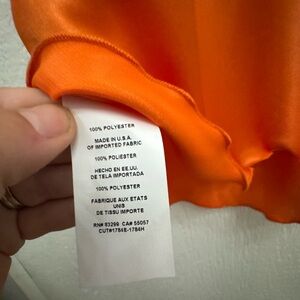 100% POLYESTER
MADE IN U.S.A.
OF IMPORTED FABRIC
100% POLIESTER
HECHO EN EE.UU.
DE TELA IMPORTADA
100% POLYESTER
FABRIQUE AUX ETATS
UNIS
DE TISSU IMPORTE
RN# 83299 CA# 55057
CUT#1784E-1784H